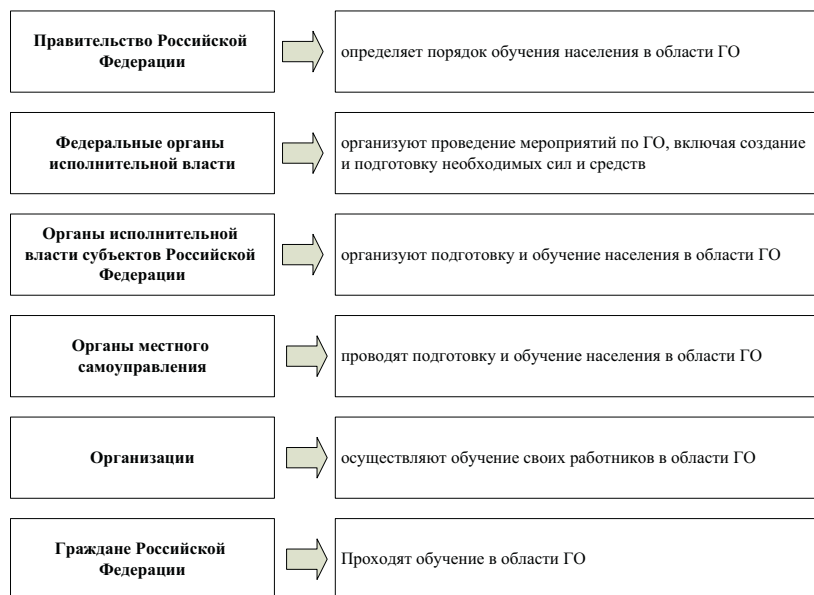 Правительство Российской
Федерации
определяет порядок обучения населения в области ГО
Федеральные органы
исполнительной власти
организуют проведение мероприятий по ГО, включая создание
и подготовку необходимых сил и средств
Органы исполнительной
власти субъектов Российской
Федерации
организуют подготовку и обучение населения в области ГО
Органы местного
самоуправления
проводят подготовку и обучение населения в области ГО
Организации
осуществляют обучение своих работников в области ГО
Граждане Российской
Федерации
Проходят обучение в области ГО